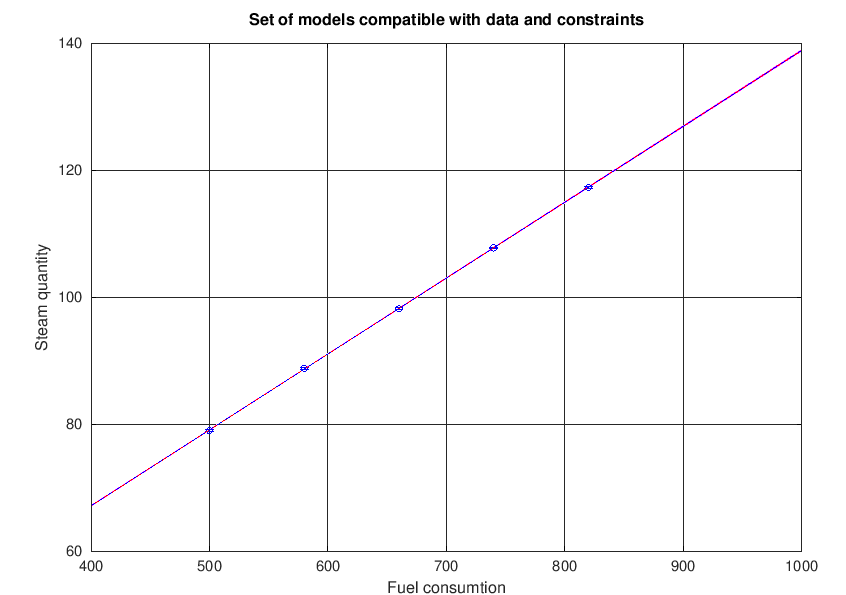 Set of models compatible with data and constraints
140
120
100
80
60
Steam quantity
400 500 600 700 800 900 1000
Fuel consumtion